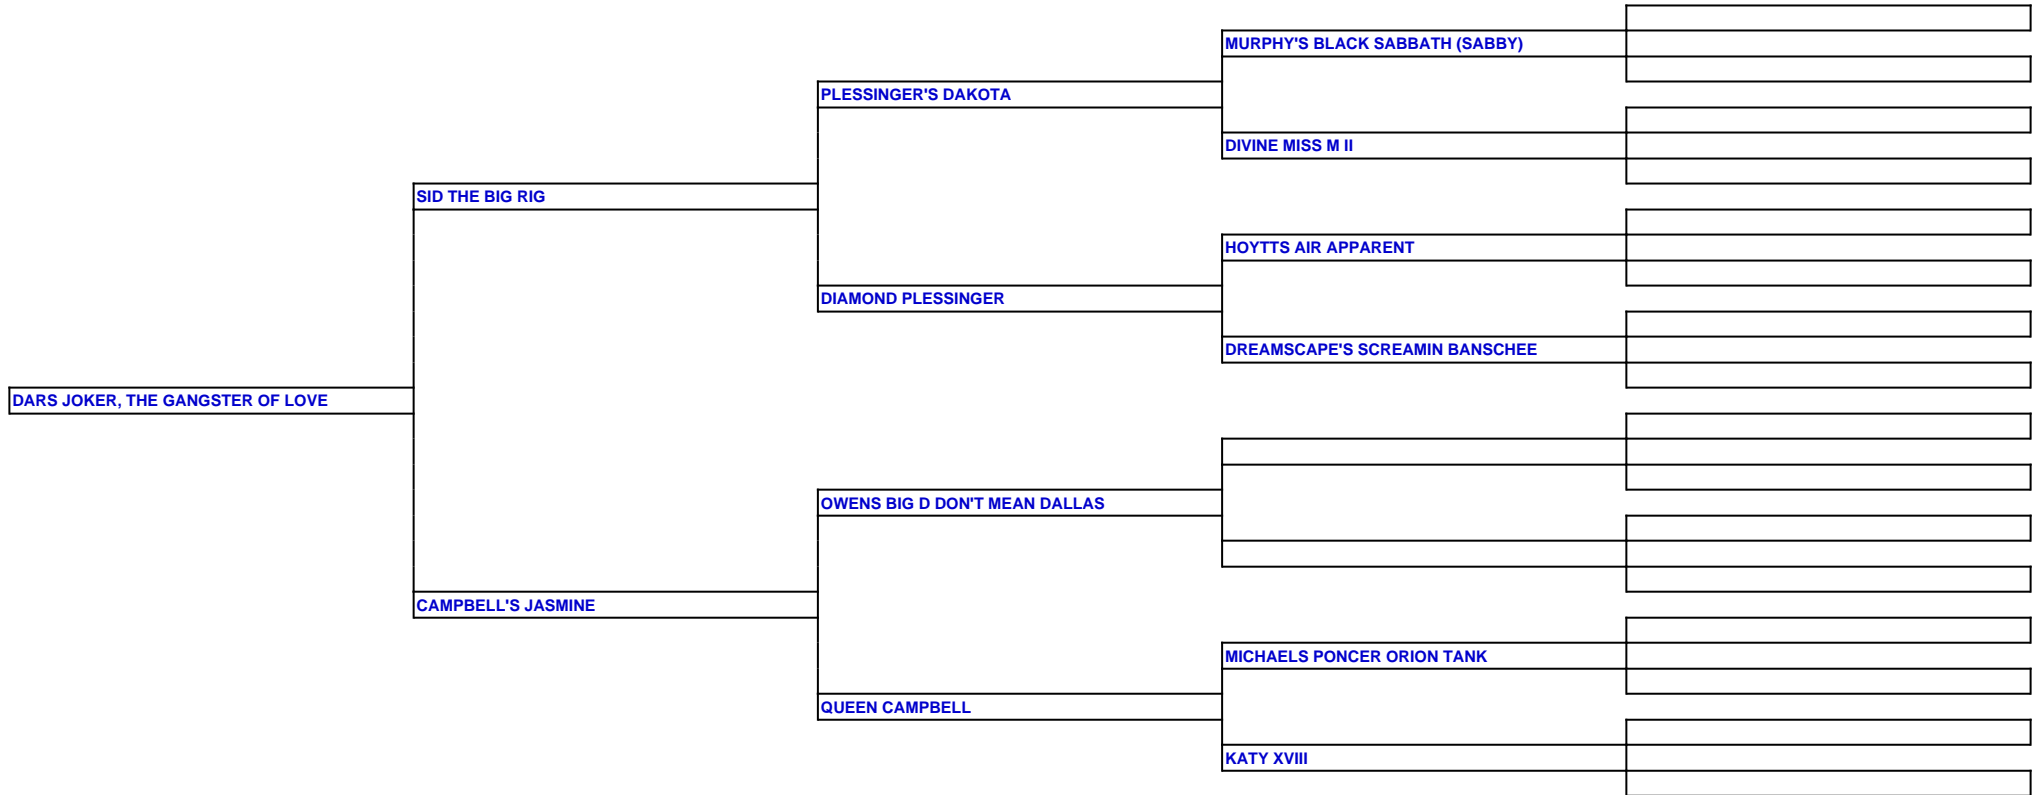 MURPHY'S BLACK SABBATH (SABBY)
PLESSINGER'S DAKOTA
DIVINE MISS M II
SID THE BIG RIG
HOYTTS AIR APPARENT
DIAMOND PLESSINGER
DREAMSCAPE'S SCREAMIN BANSCHEE
DARS JOKER, THE GANGSTER OF LOVE
OWENS BIG D DON'T MEAN DALLAS
CAMPBELL'S JASMINE
MICHAELS PONCER ORION TANK
QUEEN CAMPBELL
KATY XVIII